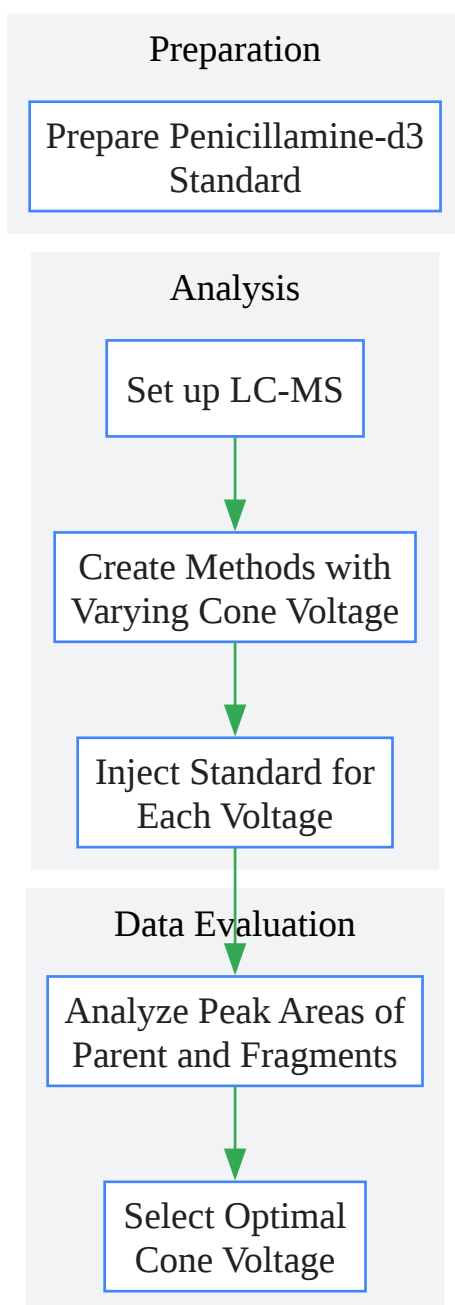 Preparation
Prepare Penicillamine-d3
Standard
Analysis
Set up LC-MS
Create Methods with
Varying Cone Voltage
Inject Standard for
Each Voltage
Data Evaluation
Analyze Peak Areas of
Parent and Fragments
Select Optimal
Cone Voltage